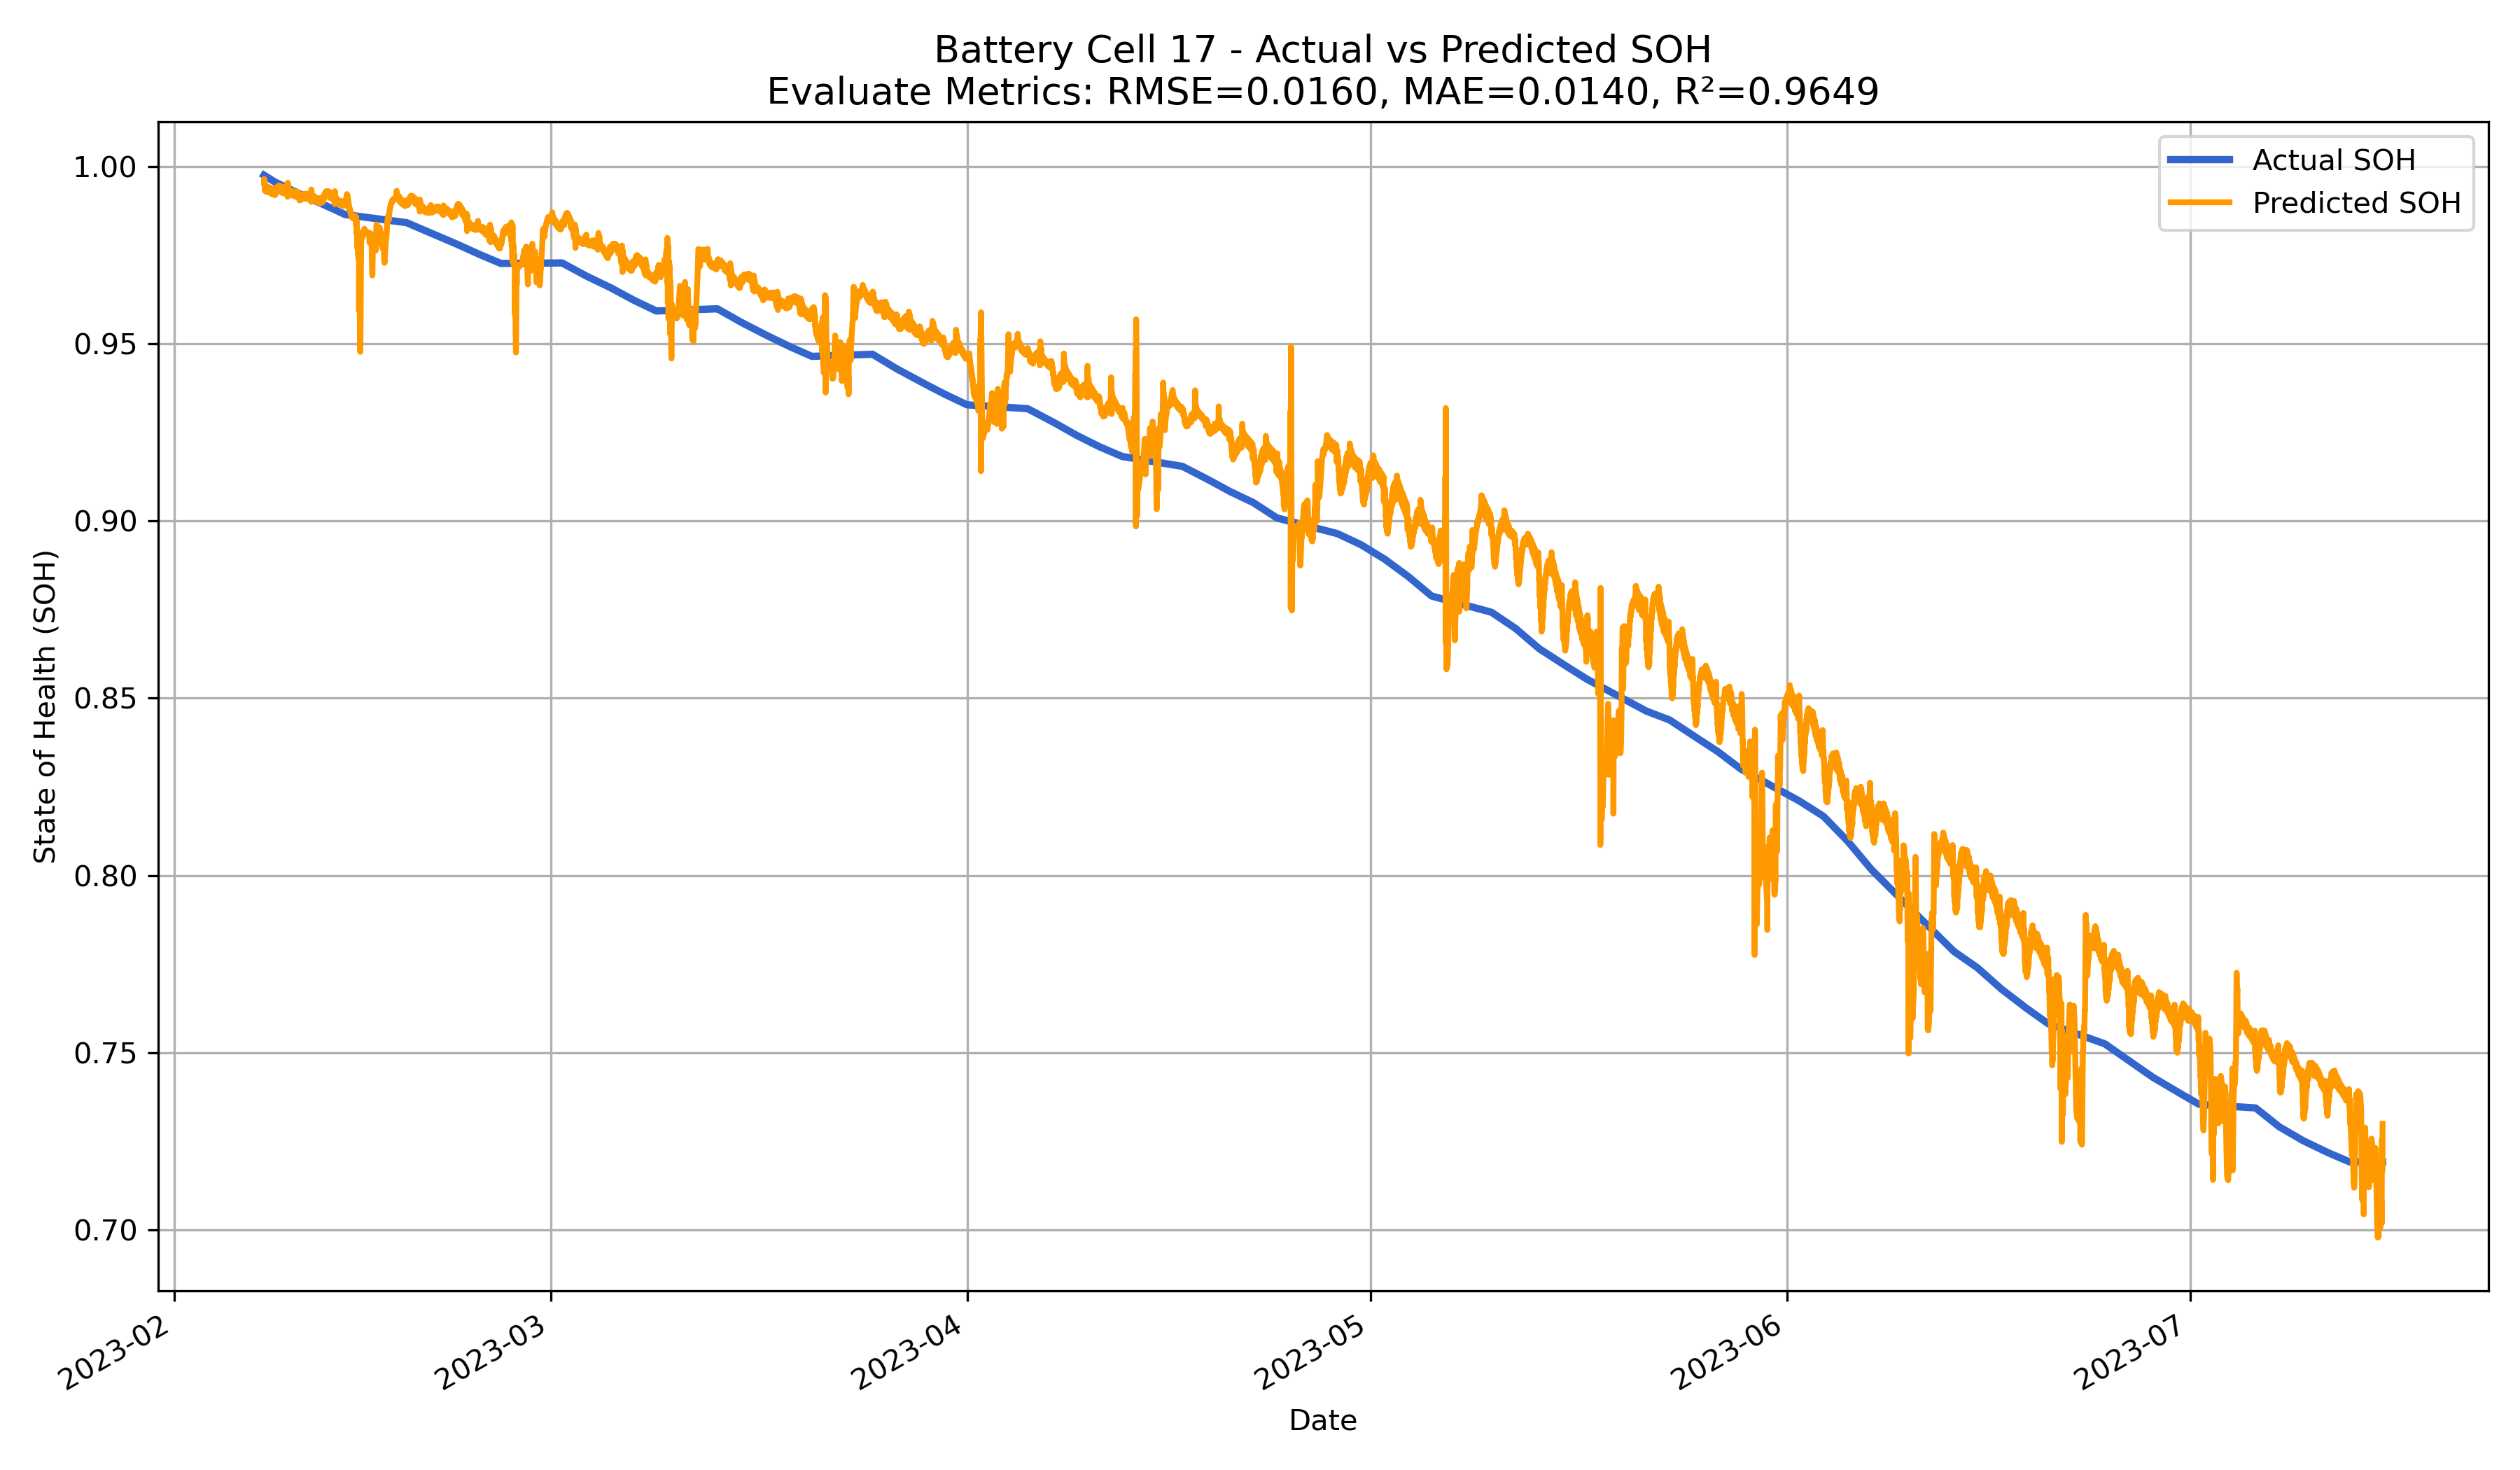 Battery Cell 17 - Actual vs Predicted SOH
Evaluate Metrics: RMSE=0.0160, MAE=0.0140, R²=0.9649
Actual SOH
Predicted SOH
State of Health (SOH)
1.00
0.95
0.90
0.85
0.80
0.75
0.70
2023-02
2023-03
2023-04
2023-05
2023-06
2023-07
Date